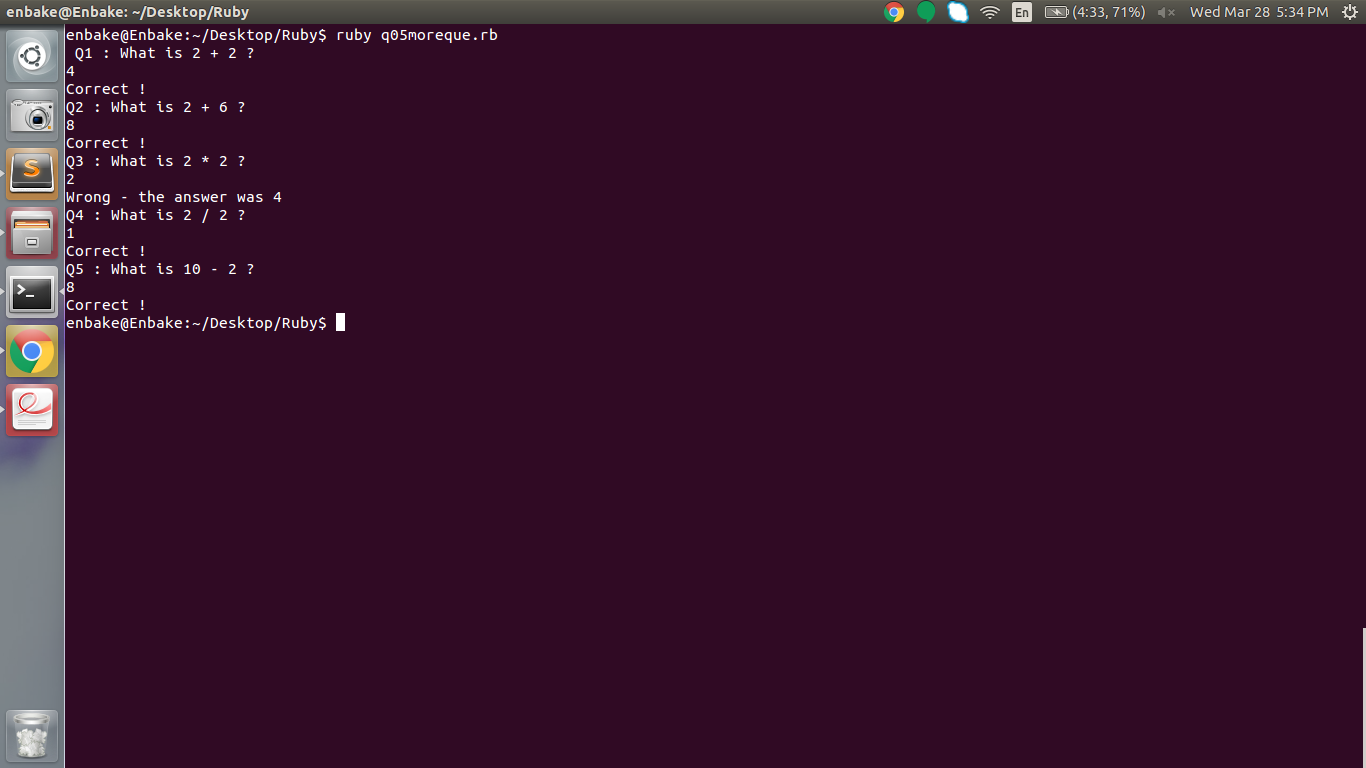 enbake@Enbake: ~/Desktop/Ruby
En
(4:33, 71%)
Wed Mar 28 5:34 PM
enbake@Enbake:~/Desktop/Ruby$ ruby q05moreque.rb
 Q1 : What is 2 + 2 ?
4
Correct !
Q2 : What is 2 + 6 ?
8
Correct !
Q3 : What is 2 * 2 ?
2
Wrong - the answer was 4
Q4 : What is 2 / 2 ?
1
Correct !
Q5 : What is 10 - 2 ?
8
Correct !
enbake@Enbake:~/Desktop/Ruby$